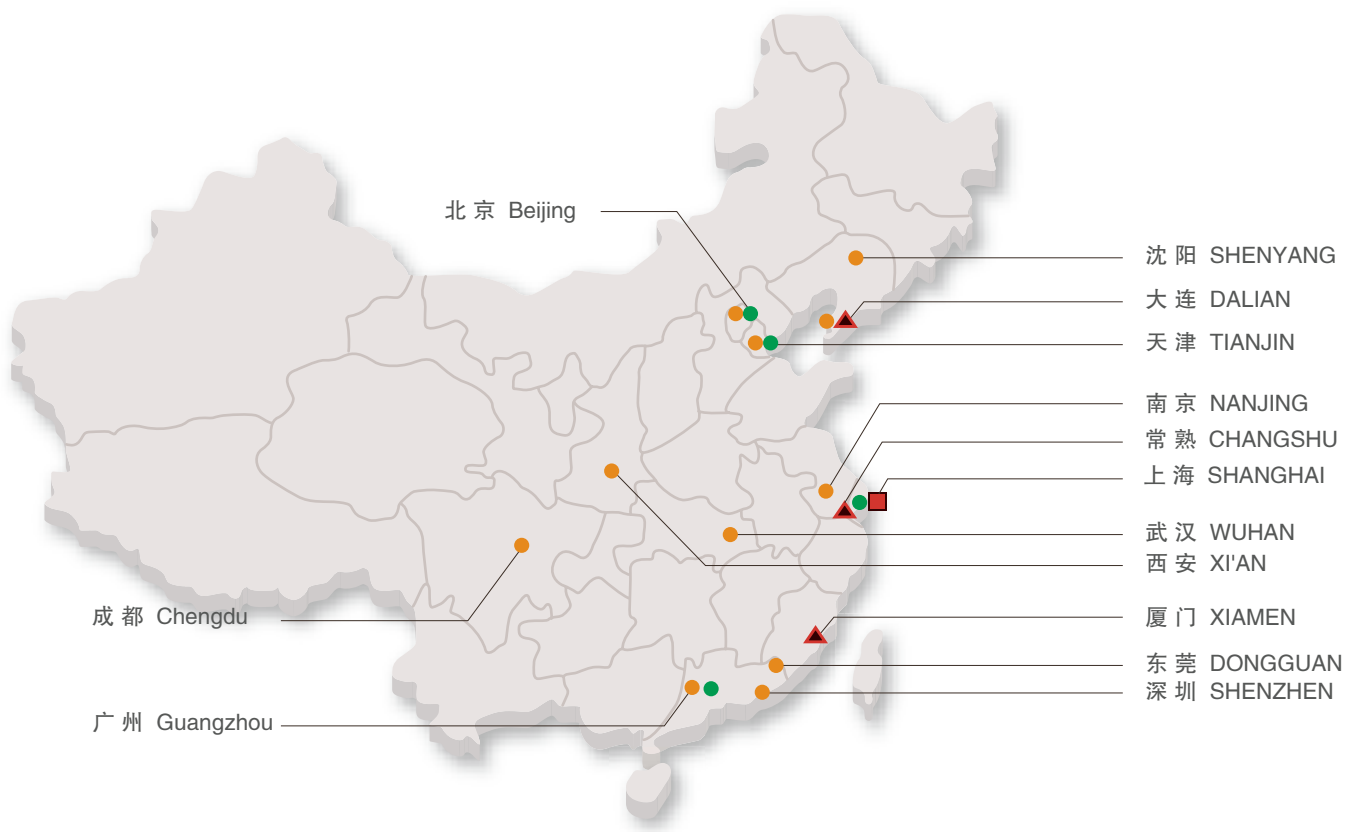 北京 Beijing
沈阳 SHENYANG
大连 DALIAN
天津 TIANJIN
南京 NANJING
常熟 CHANGSHU
上海 SHANGHAI
武汉 WUHAN
西安 XI'AN
成都 Chengdu
厦门 XIAMEN
东莞 DONGGUAN
深圳 SHENZHEN
广州 Guangzhou